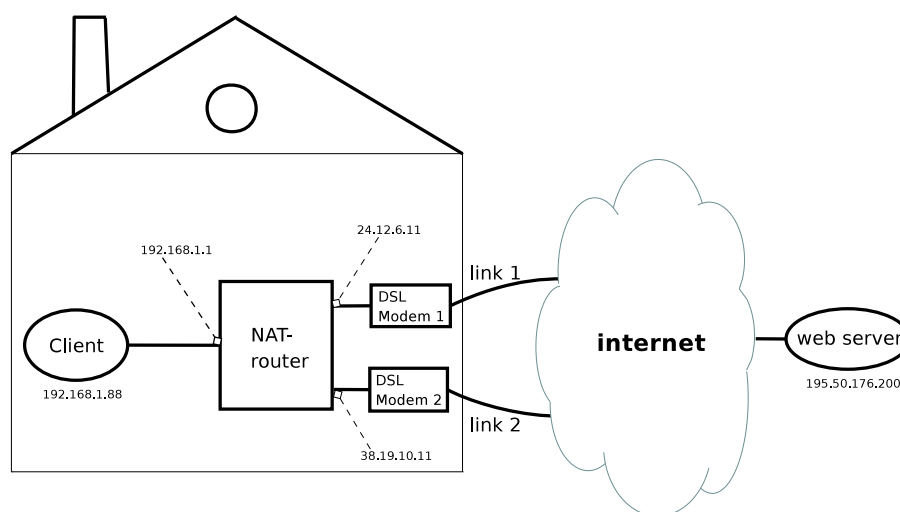 24.12.6.11
192.168.1.1
link 1
DSL
Modem 1
NAT-
router
Client
internet
web server
192.168.1.88
195.50.176.200
DSL
Modem 2
link 2
38.19.10.11